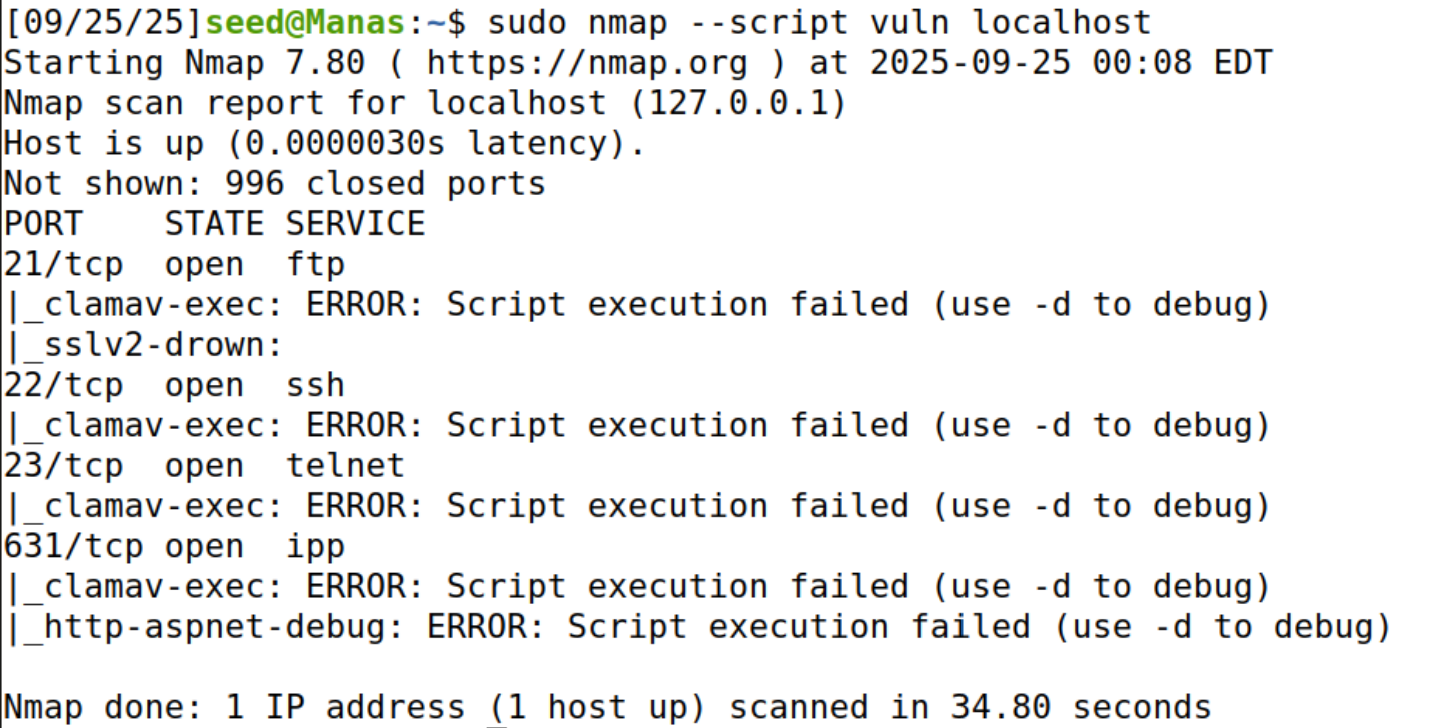 [09/25/25]seed@Manas:~$ sudo nmap --script vuln localhost
Starting Nmap 7.80 ( https://nmap.org ) at 2025-09-25 00:08 EDT
Nmap scan report for localhost (127.0.0.1)
Host is up (0.0000030s latency).
Not shown: 996 closed ports
PORT    STATE SERVICE
21/tcp  open  ftp
|_clamav-exec: ERROR: Script execution failed (use -d to debug)
|_sslv2-drown:
22/tcp  open  ssh
|_clamav-exec: ERROR: Script execution failed (use -d to debug)
23/tcp  open  telnet
|_clamav-exec: ERROR: Script execution failed (use -d to debug)
631/tcp open  ipp
|_clamav-exec: ERROR: Script execution failed (use -d to debug)
|_http-aspnet-debug: ERROR: Script execution failed (use -d to debug)

Nmap done: 1 IP address (1 host up) scanned in 34.80 seconds